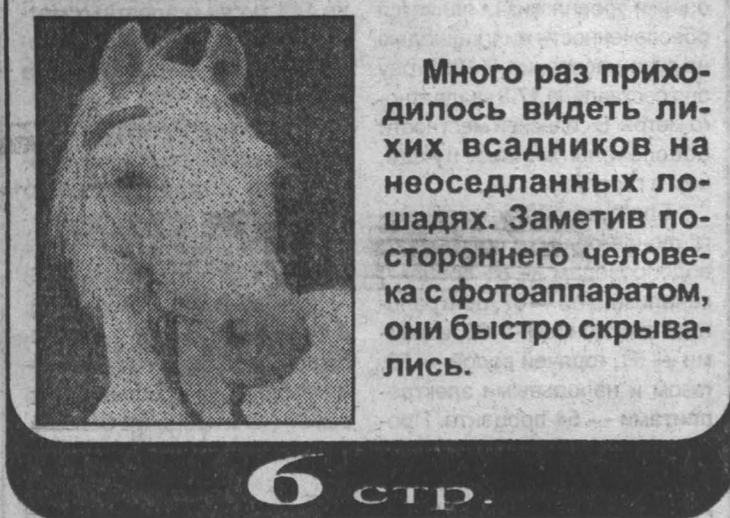 Много раз прихо-
дилось видеть ли-
хих всадников на
неоседланных ло-
шадях. Заметив по-
стороннего челове-
ка с фотоаппаратом,
они быстро скрыва-
лись.
6 стр.